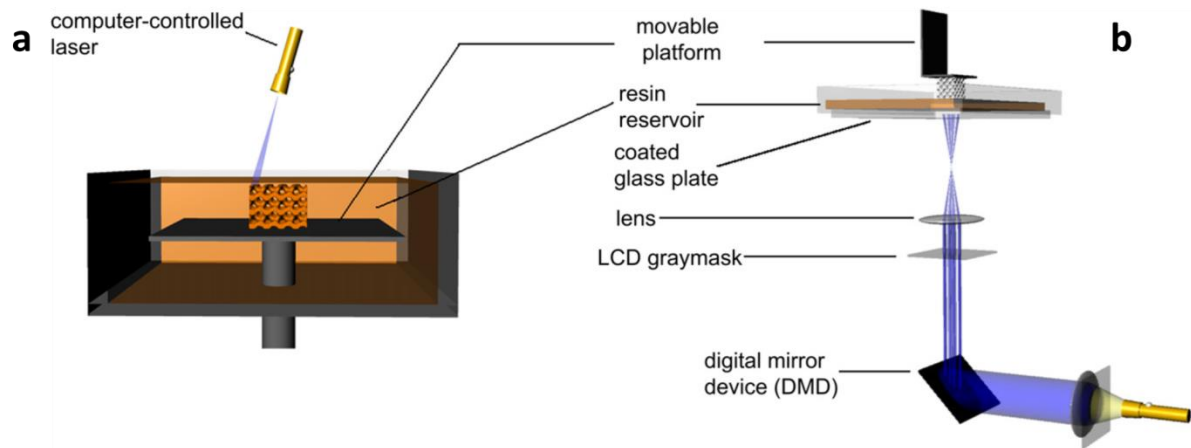 a
computer-controlled
laser
movable
platform
b
resin
reservoir
coated
glass plate
lens
LCD graymask
digital mirror
device (DMD)